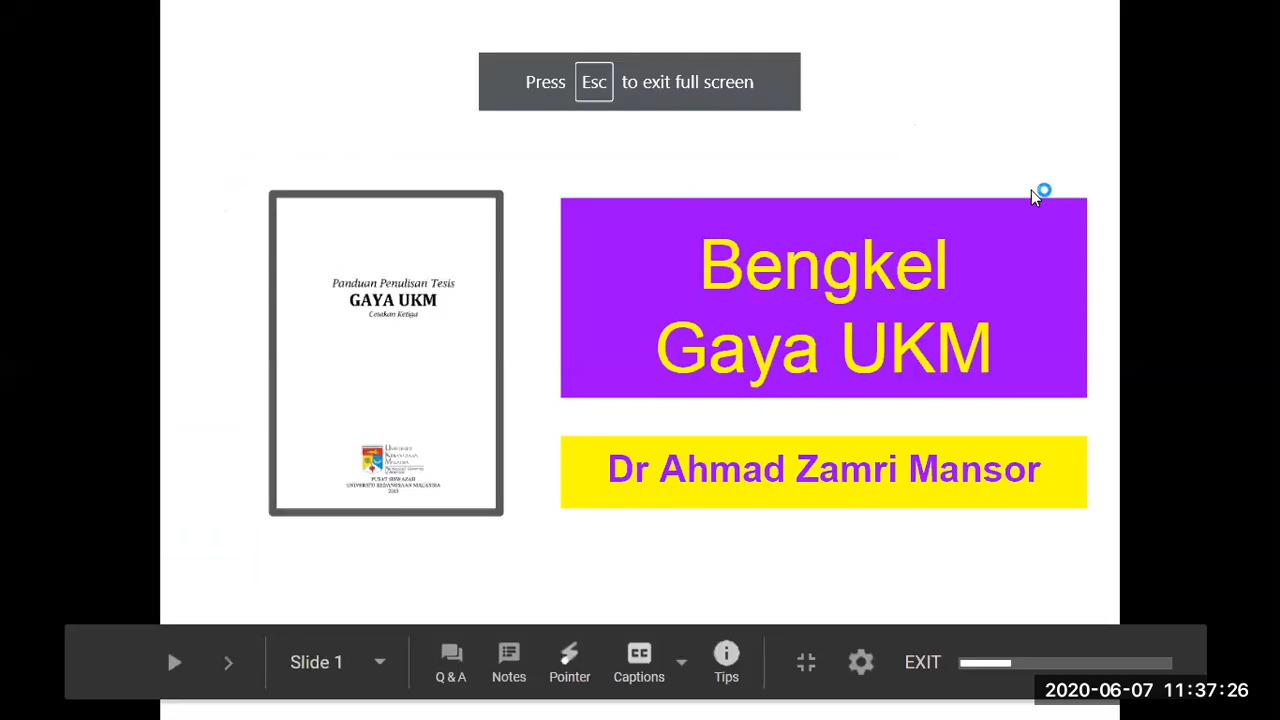 Press Esc to exit full screen
Panduan Penulisan Tesis
GAYA UKM
Cetakan Ketiga
PUSAT SISWAZAH
UNIVERSITI KEBANGSAAN MALAYSIA
Bengkel
Gaya UKM
Dr Ahmad Zamri Mansor
Slide 1
Q & A
Notes
Pointer
CC
Captions
Tips
EXIT
2020-06-07 11:37:26